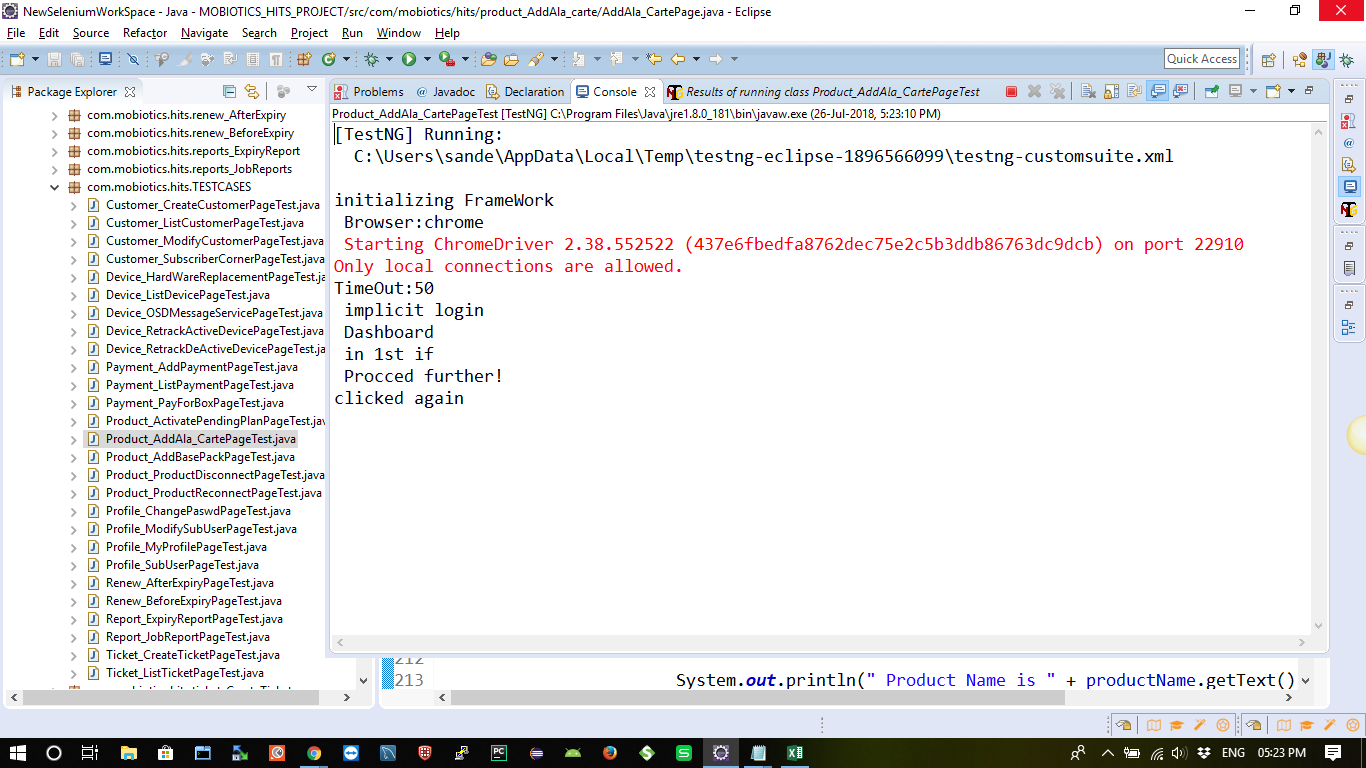 NewSeleniumWorkSpace - Java - MOBIOTICS_HITS_PROJECT/src/com/mobiotics/hits/product_AddAla_carte/AddAla_CartePage.java - Eclipse
File Edit Source Refactor Navigate Search Project Run Window Help
Quick Access
Package Explorer
Problems @ Javadoc Declaration Console Results of running class Product_AddAla_CartePageTest
Product_AddAla_CartePageTest [TestNG] C:\Program Files\Java\jre1.8.0_181\bin\javaw.exe (26-Jul-2018, 5:23:10 PM)
com.mobiotics.hits.renew_AfterExpiry
com.mobiotics.hits.renew_BeforeExpiry
com.mobiotics.hits.reports_ExpiryReport
com.mobiotics.hits.reports_JobReports
com.mobiotics.hits.TESTCASES
Customer_CreateCustomerPageTest.java
Customer_ListCustomerPageTest.java
Customer_ModifyCustomerPageTest.java
Customer_SubscriberCornerPageTest.java
Device_HardWareReplacementPageTest.ja
Device_ListDevicePageTest.java
Device_OSDMessageServicePageTest.java
Device_RetrackActiveDevicePageTest.java
Device_RetrackDeActiveDevicePageTest.ja
Payment_AddPaymentPageTest.java
Payment_ListPaymentPageTest.java
Payment_PayForBoxPageTest.java
Product_ActivatePendingPlanPageTest.jav
Product_AddAla_CartePageTest.java
Product_AddBasePackPageTest.java
Product_ProductDisconnectPageTest.java
Product_ProductReconnectPageTest.java
Profile_ChangePaswdPageTest.java
Profile_ModifySubUserPageTest.java
Profile_MyProfilePageTest.java
Profile_SubUserPageTest.java
Renew_AfterExpiryPageTest.java
Renew_BeforeExpiryPageTest.java
Report_ExpiryReportPageTest.java
Report_JobReportPageTest.java
Ticket_CreateTicketPageTest.java
Ticket_ListTicketPageTest.java
[TestNG] Running:
C:\Users\sande\AppData\Local\Temp\testng-eclipse-1896566099\testng-customsuite.xml
initializing FrameWork
Browser:chrome
Starting ChromeDriver 2.38.552522 (437e6fbedfa8762dec75e2c5b3ddb86763dc9dcb) on port 22910
Only local connections are allowed.
TimeOut:50
implicit login
Dashboard
in 1st if
Procced further!
clicked again
212
213 System.out.println(" Product Name is " + productName.getText()
ENG 05:23 PM